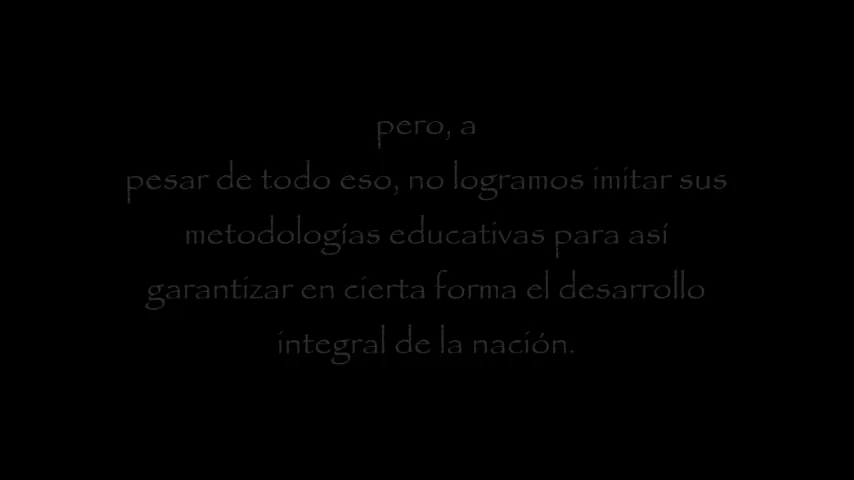 pero, a
pesar de todo eso, no logramos imitar sus
metodologías educativas para así
garantizar en cierta forma el desarrollo
integral de la nación.